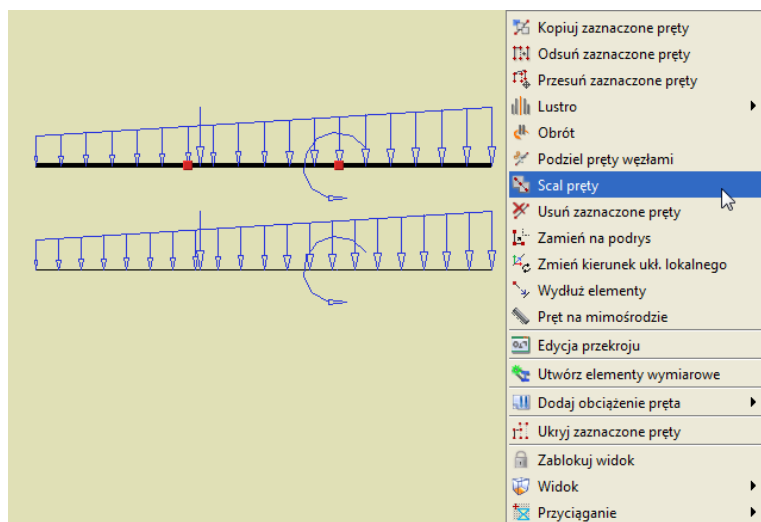 Kopiuj zaznaczone pręty
Odsuń zaznaczone pręty
Przesuń zaznaczone pręty
Lustro
Obrót
Podziel pręty węzłami
Scal pręty
Usuń zaznaczone pręty
Zamień na podrys
Zmień kierunek ukł. lokalnego
Wydłuż elementy
Pręt na mimośrodzie
Edycja przekroju
Utwórz elementy wymiarowe
Dodaj obciążenie pręta
Ukryj zaznaczone pręty
Zablokuj widok
Widok
Przyciąganie